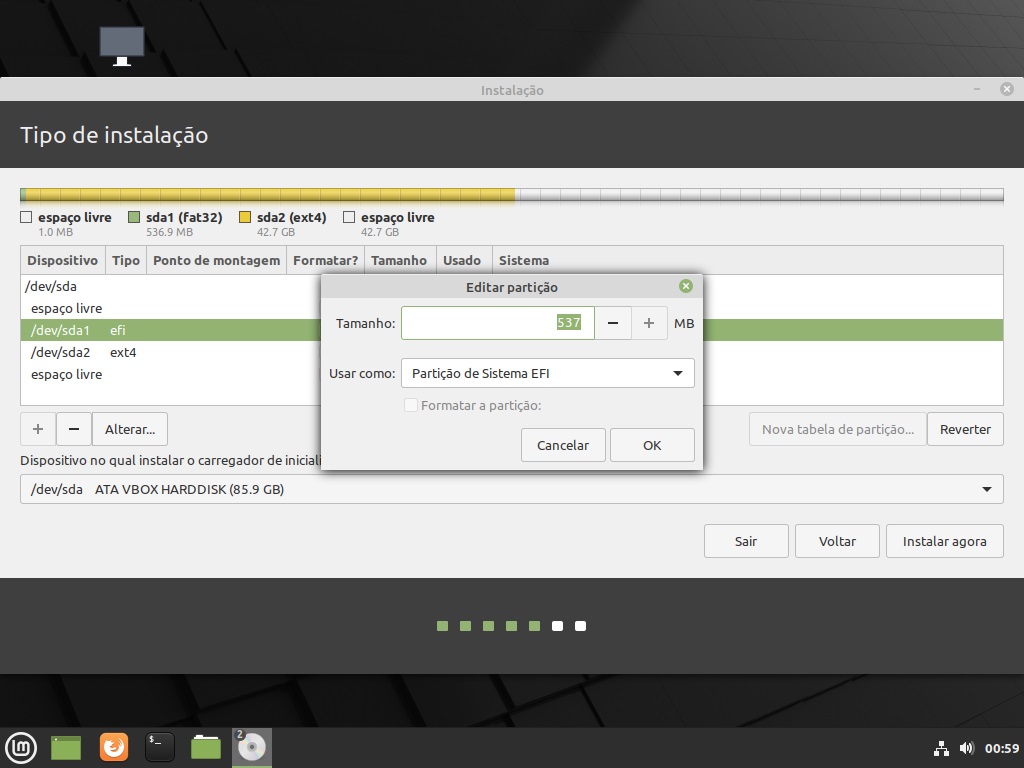 Instalação
Tipo de instalação
espaço livre sda1 (fat32) sda2 (ext4) espaço livre
1.0 MB 536.9 MB 42.7 GB 42.7 GB
Dispositivo Tipo Ponto de montagem Formatar? Tamanho Usado Sistema
/dev/sda
espaço livre
/dev/sda1 efi
/dev/sda2 ext4
espaço livre
Editar partição
Tamanho: 537 − + MB
Usar como: Partição de Sistema EFI
Formatar a partição:
Cancelar OK
+ − Alterar... Nova tabela de partição... Reverter
Dispositivo no qual instalar o carregador de iniciali
/dev/sda ATA VBOX HARDDISK (85.9 GB)
Sair Voltar Instalar agora
2
$_
00:59